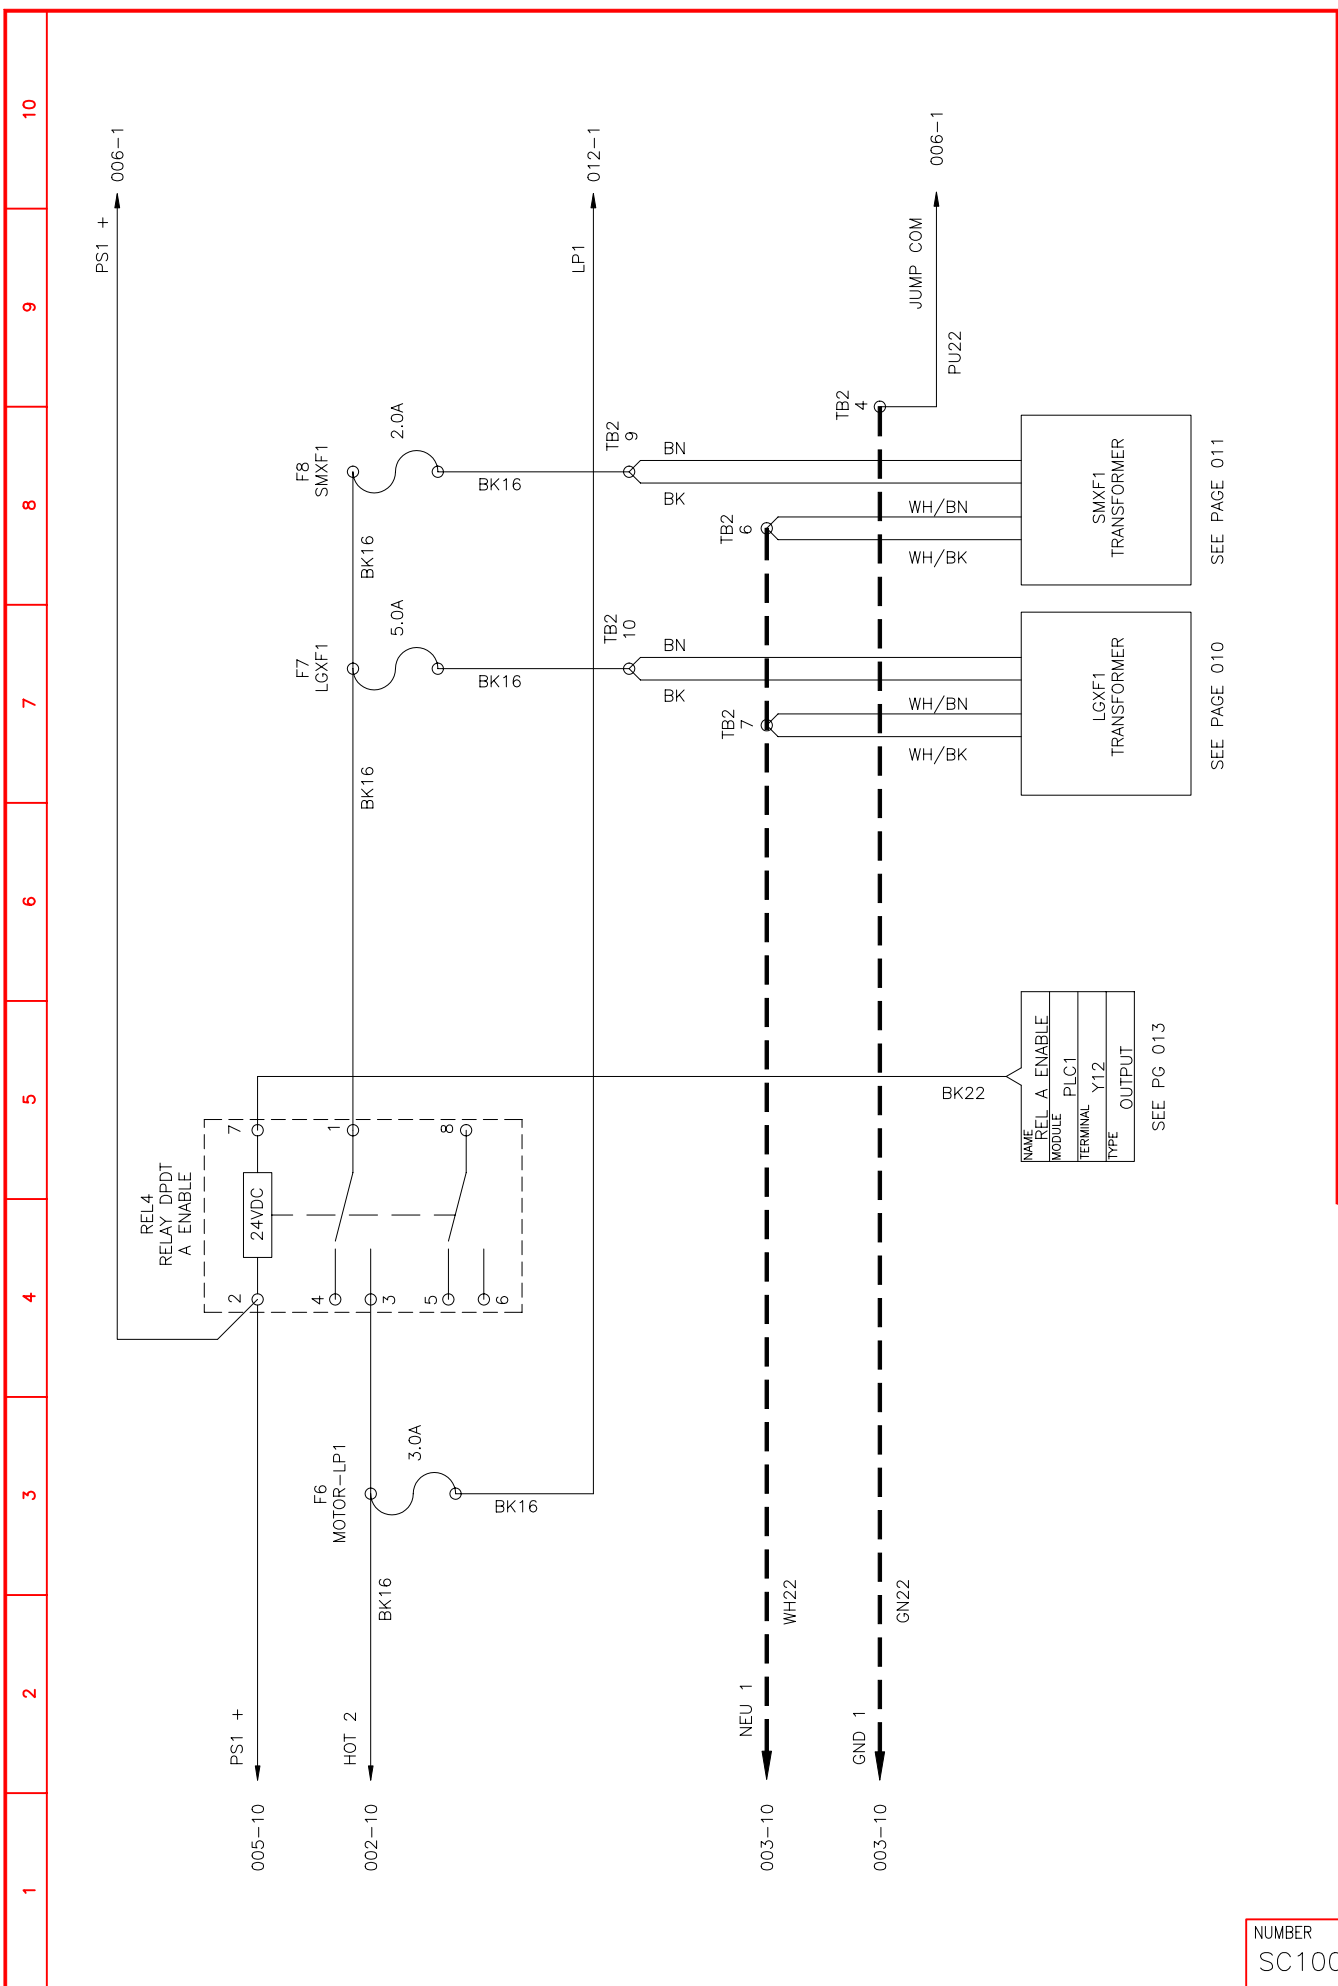 1
2
3
4
5
6
7
8
9
10
PS1 +
006-1
REL4
RELAY DPDT
A ENABLE
2
24VDC
7
4
3
1
5
6
8
005-10
PS1 +
002-10
HOT 2
BK16
F6
MOTOR-LP1
3.0A
BK16
BK16
F7
LGXF1
5.0A
BK16
BK16
F8
SMXF1
2.0A
BK16
LP1
012-1
TB2
10
BN
BK
TB2
9
BN
BK
TB2
7
WH/BN
WH/BK
TB2
6
WH/BN
WH/BK
003-10
NEU 1
WH22
003-10
GND 1
GN22
TB2
4
JUMP COM
PU22
006-1
BK22
NAME
REL A ENABLE
MODULE
PLC1
TERMINAL
Y12
TYPE
OUTPUT
SEE PG 013
LGXF1
TRANSFORMER
SEE PAGE 010
SMXF1
TRANSFORMER
SEE PAGE 011
NUMBER